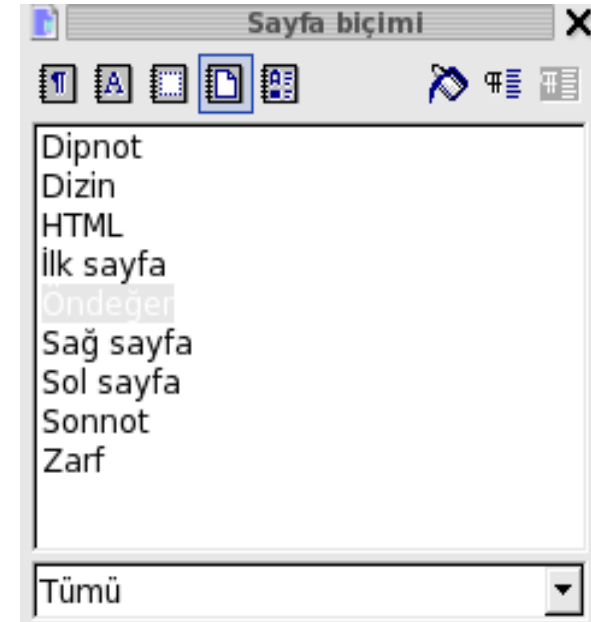 Sayfa biçimi
Dipnot
Dizin
HTML
İlk sayfa
Öndeğer
Sağ sayfa
Sol sayfa
Sonnot
Zarf
Tümü